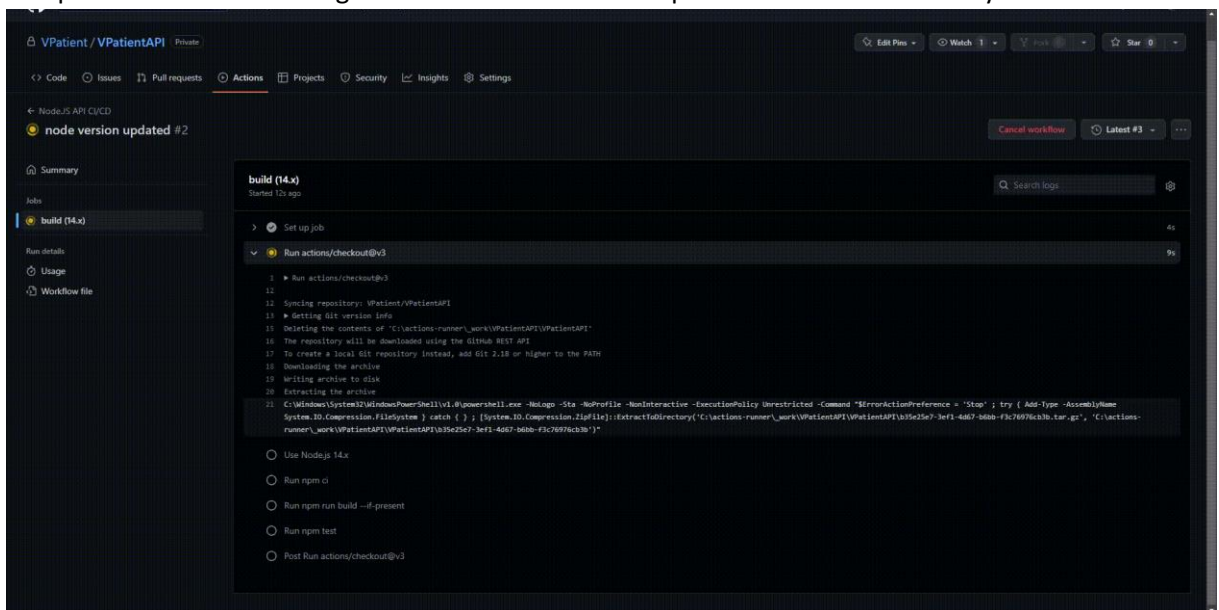 VPatient / VPatientAPI Private
Edit Pins Watch 1 Fork Star 0
Code Issues Pull requests Actions Projects Security Insights Settings
NodeJS API CI/CD
node version updated #2
Cancel workflow Latest #3
Summary
Jobs
build (14.x)
Run details
Usage
Workflow file
build (14.x)
Started 12s ago
Search logs
Set up job 4s
Run actions/checkout@v3 9s
1 Run actions/checkout@v3
12
12 Syncing repository: VPatient/VPatientAPI
13 Getting Git version info
15 Deleting the contents of 'C:\actions-runner\_work\VPatientAPI\VPatientAPI'
16 The repository will be downloaded using the GitHub REST API
17 To create a local Git repository instead, add Git 2.18 or higher to the PATH
18 Downloading the archive
19 Writing archive to disk
20 Extracting the archive
21 C:\Windows\System32\WindowsPowerShell\v1.0\powershell.exe -NoLogo -Sta -NoProfile -NonInteractive -ExecutionPolicy Unrestricted -Command "$ErrorActionPreference = 'Stop' ; try { Add-Type -AssemblyName
System.IO.Compression.FileSystem } catch { } ; [System.IO.Compression.ZipFile]::ExtractToDirectory('C:\actions-runner\_work\VPatientAPI\VPatientAPI\b35e25e7-3ef1-4d67-b6bb-f3c76976cb3b.tar.gz', 'C:\actions-
runner\_work\VPatientAPI\VPatientAPI\b35e25e7-3ef1-4d67-b6bb-f3c76976cb3b')"
Use Node.js 14.x
Run npm ci
Run npm run build --if-present
Run npm test
Post Run actions/checkout@v3